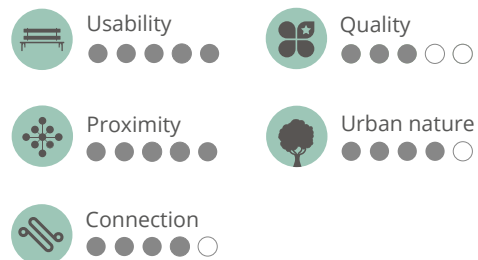 Usability
Quality
Proximity
Urban nature
Connection